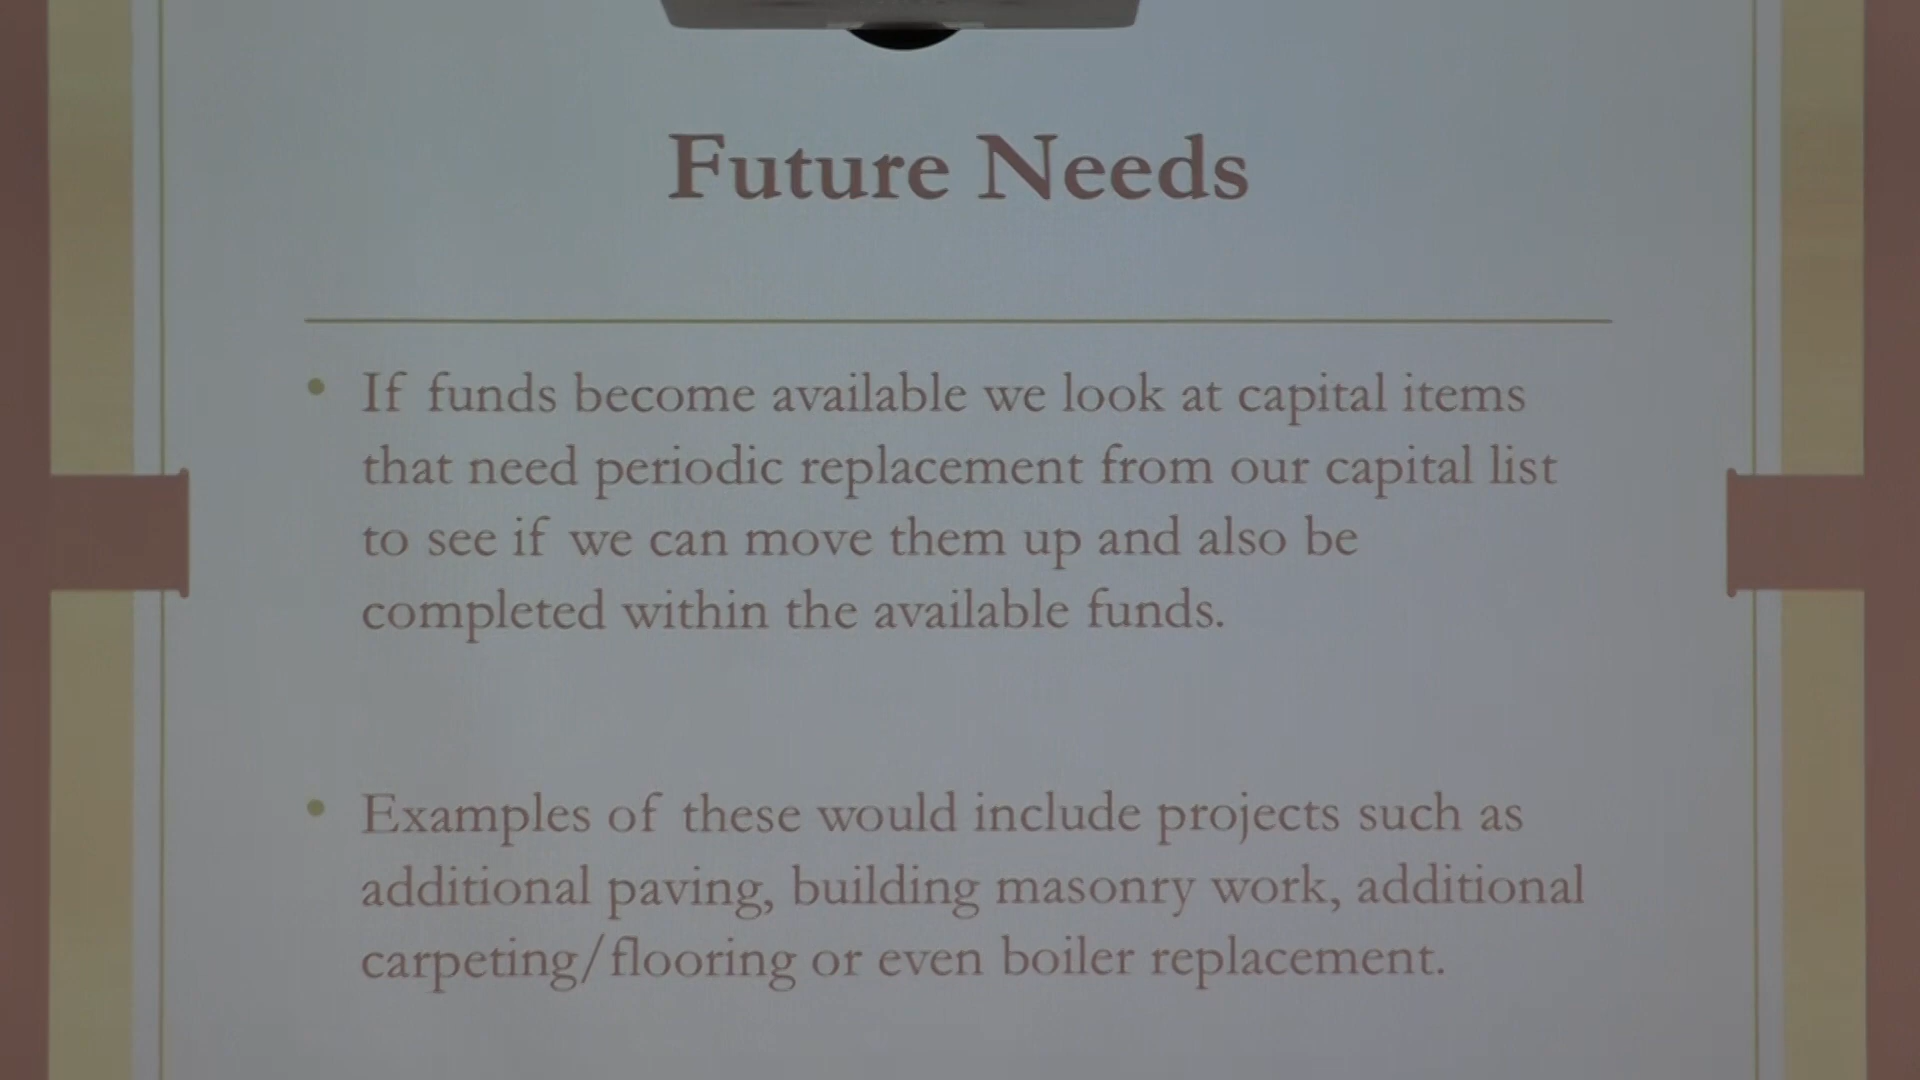 Future Needs
• If funds become available we look at capital items
that need periodic replacement from our capital list
to see if we can move them up and also be
completed within the available funds.
• Examples of these would include projects such as
additional paving, building masonry work, additional
carpeting/flooring or even boiler replacement.